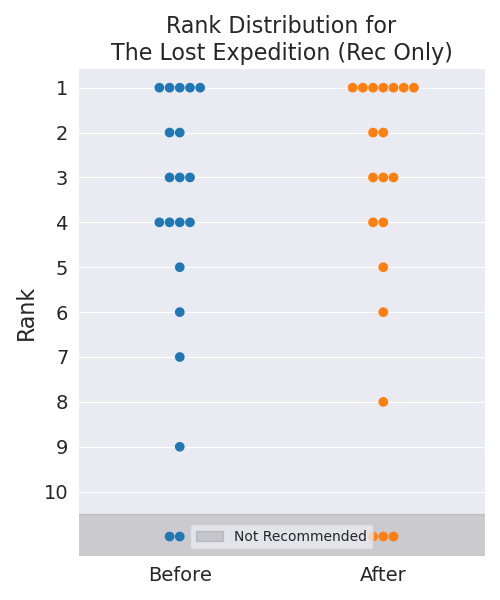 Rank Distribution for
The Lost Expedition (Rec Only)
Rank
1
2
3
4
5
6
7
8
9
10
Not Recommended
Before
After